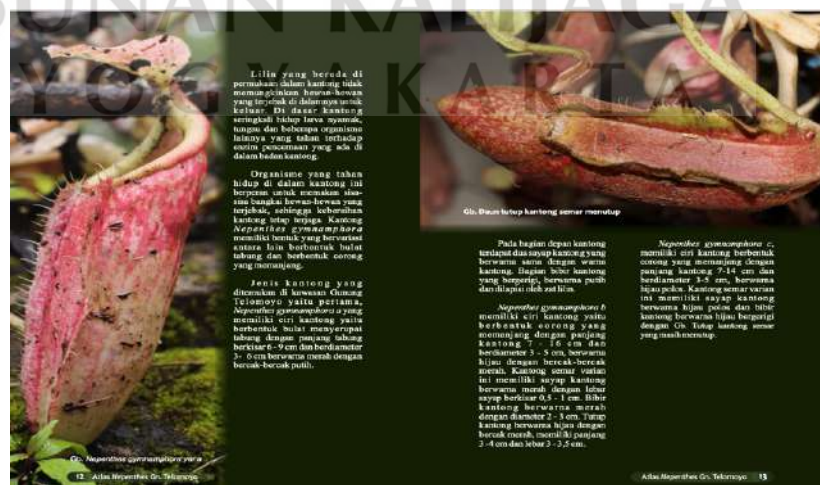 SUNAN KALIJAGA
YOGYAKARTA
Lilin yang berada di
permukaan dalam kantong tidak
memungkinkan hewan-hewan
yang terjebak di dalamnya untuk
keluar. Di dasar kantong
seringkali hidup larva nyamuk,
tungau dan beberapa organisme
lainnya yang tahan terhadap
enzim pencernaan yang ada di
dalam badan kantong.
Organisme yang tahan
hidup di dalam kantong ini
berperan untuk memakan sisa-
sisa bangkai hewan-hewan yang
terjebak, sehingga kebersihan
kantong tetap terjaga. Kantong
Nepenthes gymnamphora
memiliki bentuk yang bervariasi
antara lain berbentuk bulat
tabung dan berbentuk corong
yang memanjang.
Jenis kantong yang
ditemukan di kawasan Gunung
Telomoyo yaitu pertama,
Nepenthes gymnamphora a yang
memiliki ciri kantong yaitu
berbentuk bulat menyerupai
tabung dengan panjang tabung
berkisar 6 - 9 cm dan berdiameter
3- 6 cm berwarna merah dengan
bercak-bercak putih.
Gb. Nepenthes gymnamphora var a
12 Atlas Nepenthes Gn. Telomoyo
Gb. Daun tutup kantong semar menutup
Pada bagian depan kantong
terdapat dua sayap kantong yang
berwarna sama dengan warna
kantong. Bagian bibir kantong
yang bergerigi, berwarna putih
dan dilapisi oleh zat lilin.
Nepenthes gymnamphora b
memiliki ciri kantong yaitu
berbentuk corong yang
memanjang dengan panjang
kantong 7 - 16 cm dan
berdiameter 3 - 5 cm, berwarna
hijau dengan bercak-bercak
merah. Kantong semar varian
ini memiliki sayap kantong
berwarna merah dengan lebar
sayap berkisar 0,5 - 1 cm. Bibir
kantong berwarna merah
dengan diameter 2 - 3 cm. Tutup
kantong berwarna hijau dengan
bercak merah, memiliki panjang
3 -4 cm dan lebar 3 - 3,5 cm.
Nepenthes gymnamphora c,
memiliki ciri kantong berbentuk
corong yang memanjang dengan
panjang kantong 7-14 cm dan
berdiameter 3-5 cm, berwarna
hijau polos. Kantong semar varian
ini memiliki sayap kantong
berwarna hijau polos dan bibir
kantong berwarna hijau bergerigi
dengan Gb. Tutup kantong semar
yang masih menutup.
Atlas Nepenthes Gn. Telomoyo 13